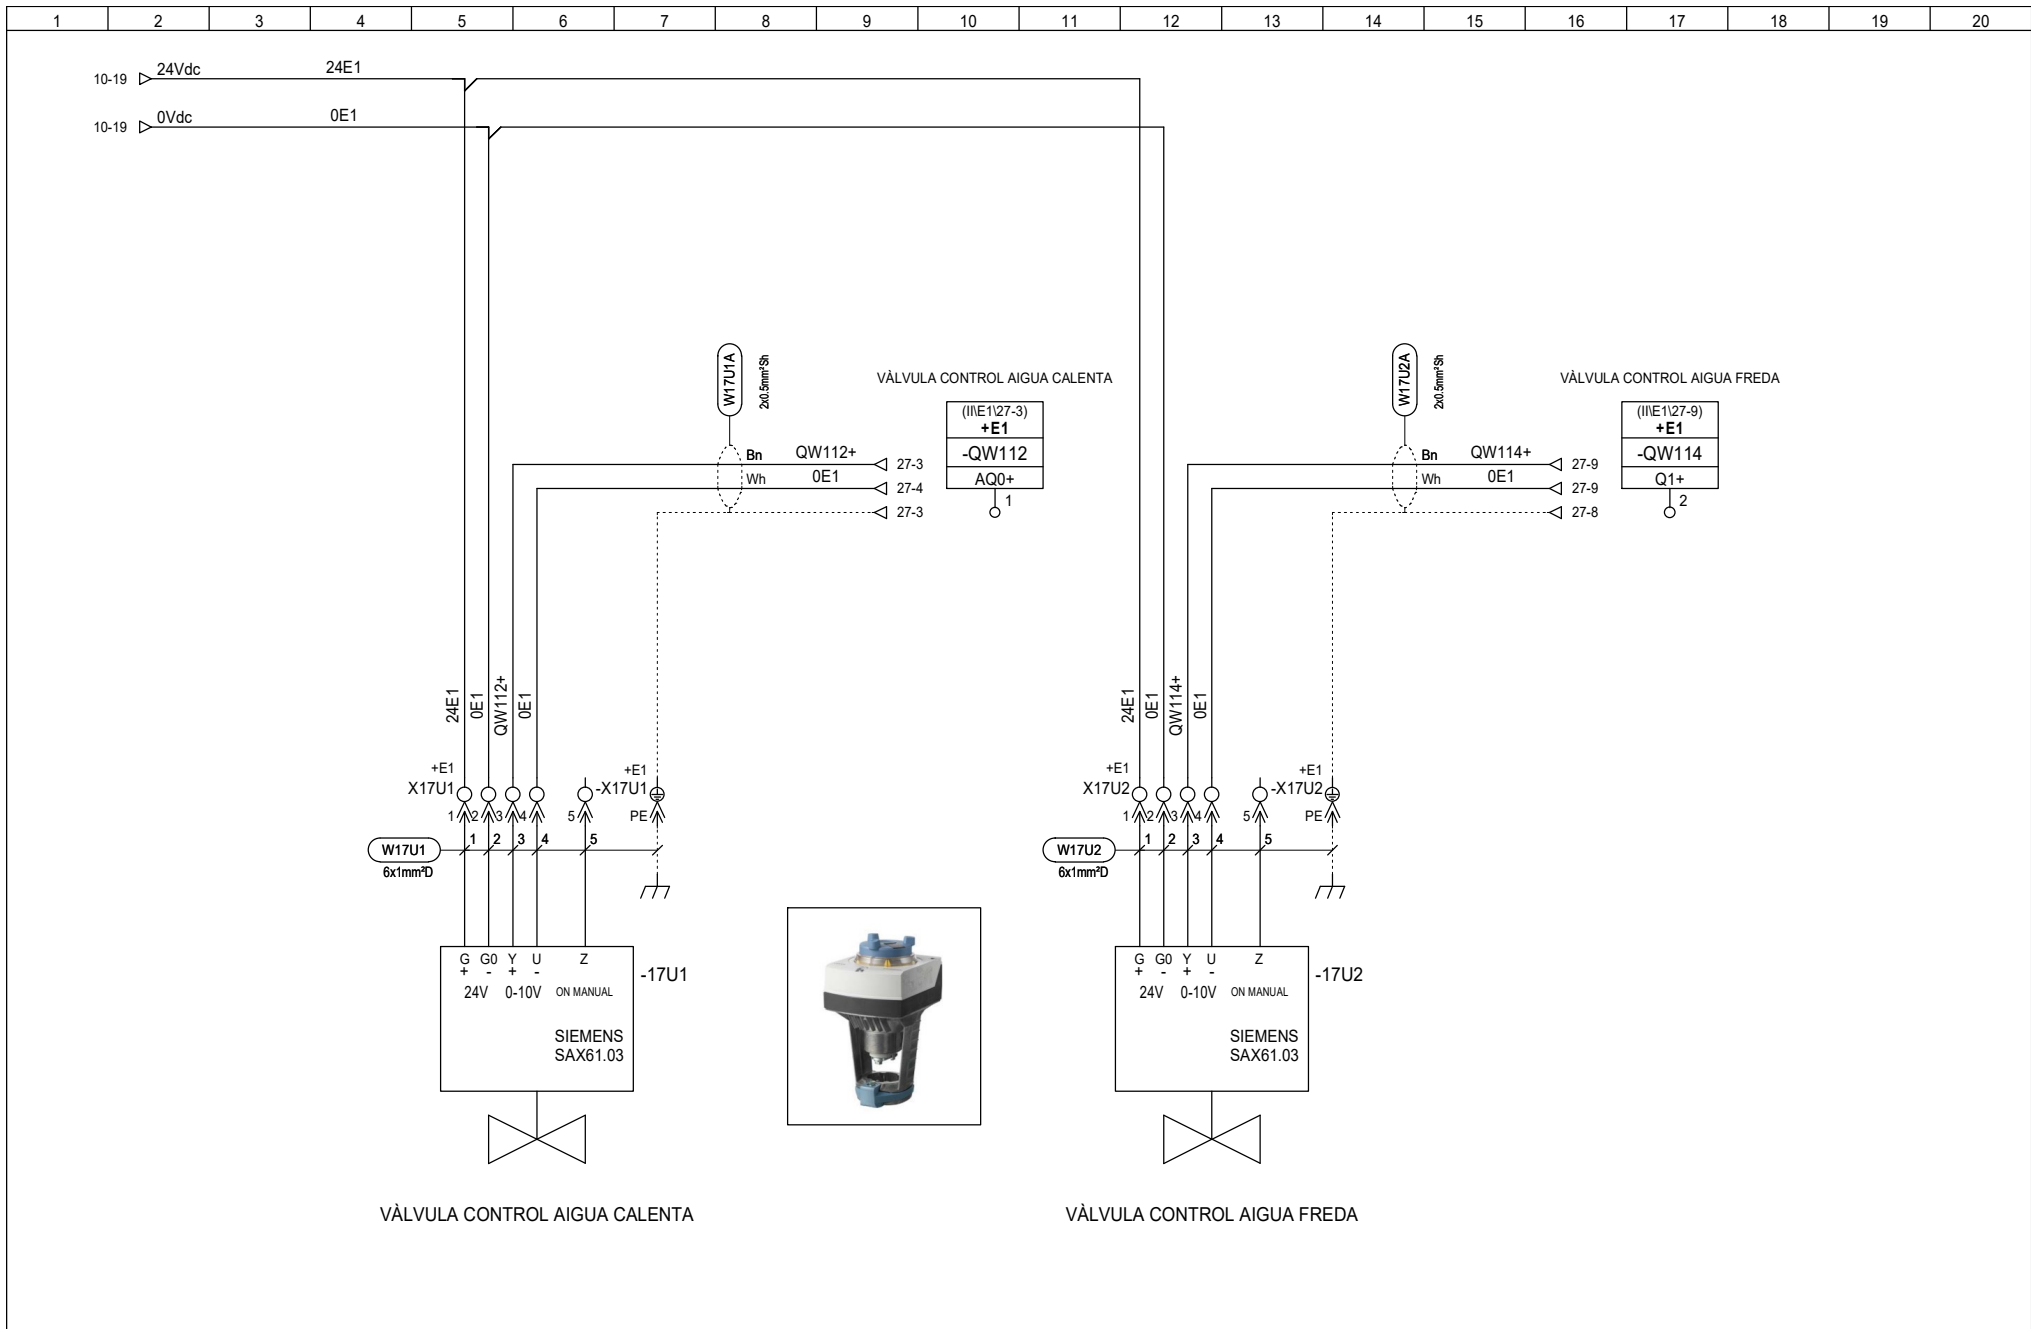 1 2 3 4 5 6 7 8 9 10 11 12 13 14 15 16 17 18 19 20
10-19 24Vdc 24E1
10-19 0Vdc 0E1
W17U1A
2x0.5mm²Sh
VÀLVULA CONTROL AIGUA CALENTA
(II\E1\27-3)
+E1
-QW112
AQ0+
1
Bn QW112+ 27-3
Wh 0E1 27-4
27-3
W17U2A
2x0.5mm²Sh
VÀLVULA CONTROL AIGUA FREDA
(II\E1\27-9)
+E1
-QW114
Q1+
2
Bn QW114+ 27-9
Wh 0E1 27-9
27-8
24E1
0E1
QW112+
0E1
+E1
X17U1
+E1
-X17U1
1 2 3 4 5 PE
W17U1
6x1mm²D
1 2 3 4 5
G G0 Y U Z
+ - + -
24V 0-10V ON MANUAL
-17U1
SIEMENS
SAX61.03
VÀLVULA CONTROL AIGUA CALENTA
24E1
0E1
QW114+
0E1
+E1
X17U2
+E1
-X17U2
1 2 3 4 5 PE
W17U2
6x1mm²D
1 2 3 4 5
G G0 Y U Z
+ - + -
24V 0-10V ON MANUAL
-17U2
SIEMENS
SAX61.03
VÀLVULA CONTROL AIGUA FREDA